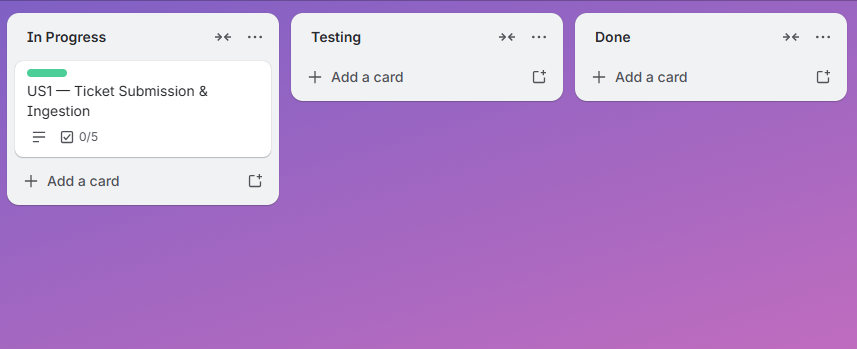 In Progress
US1 — Ticket Submission &
Ingestion
0/5
Add a card
Testing
Add a card
Done
Add a card